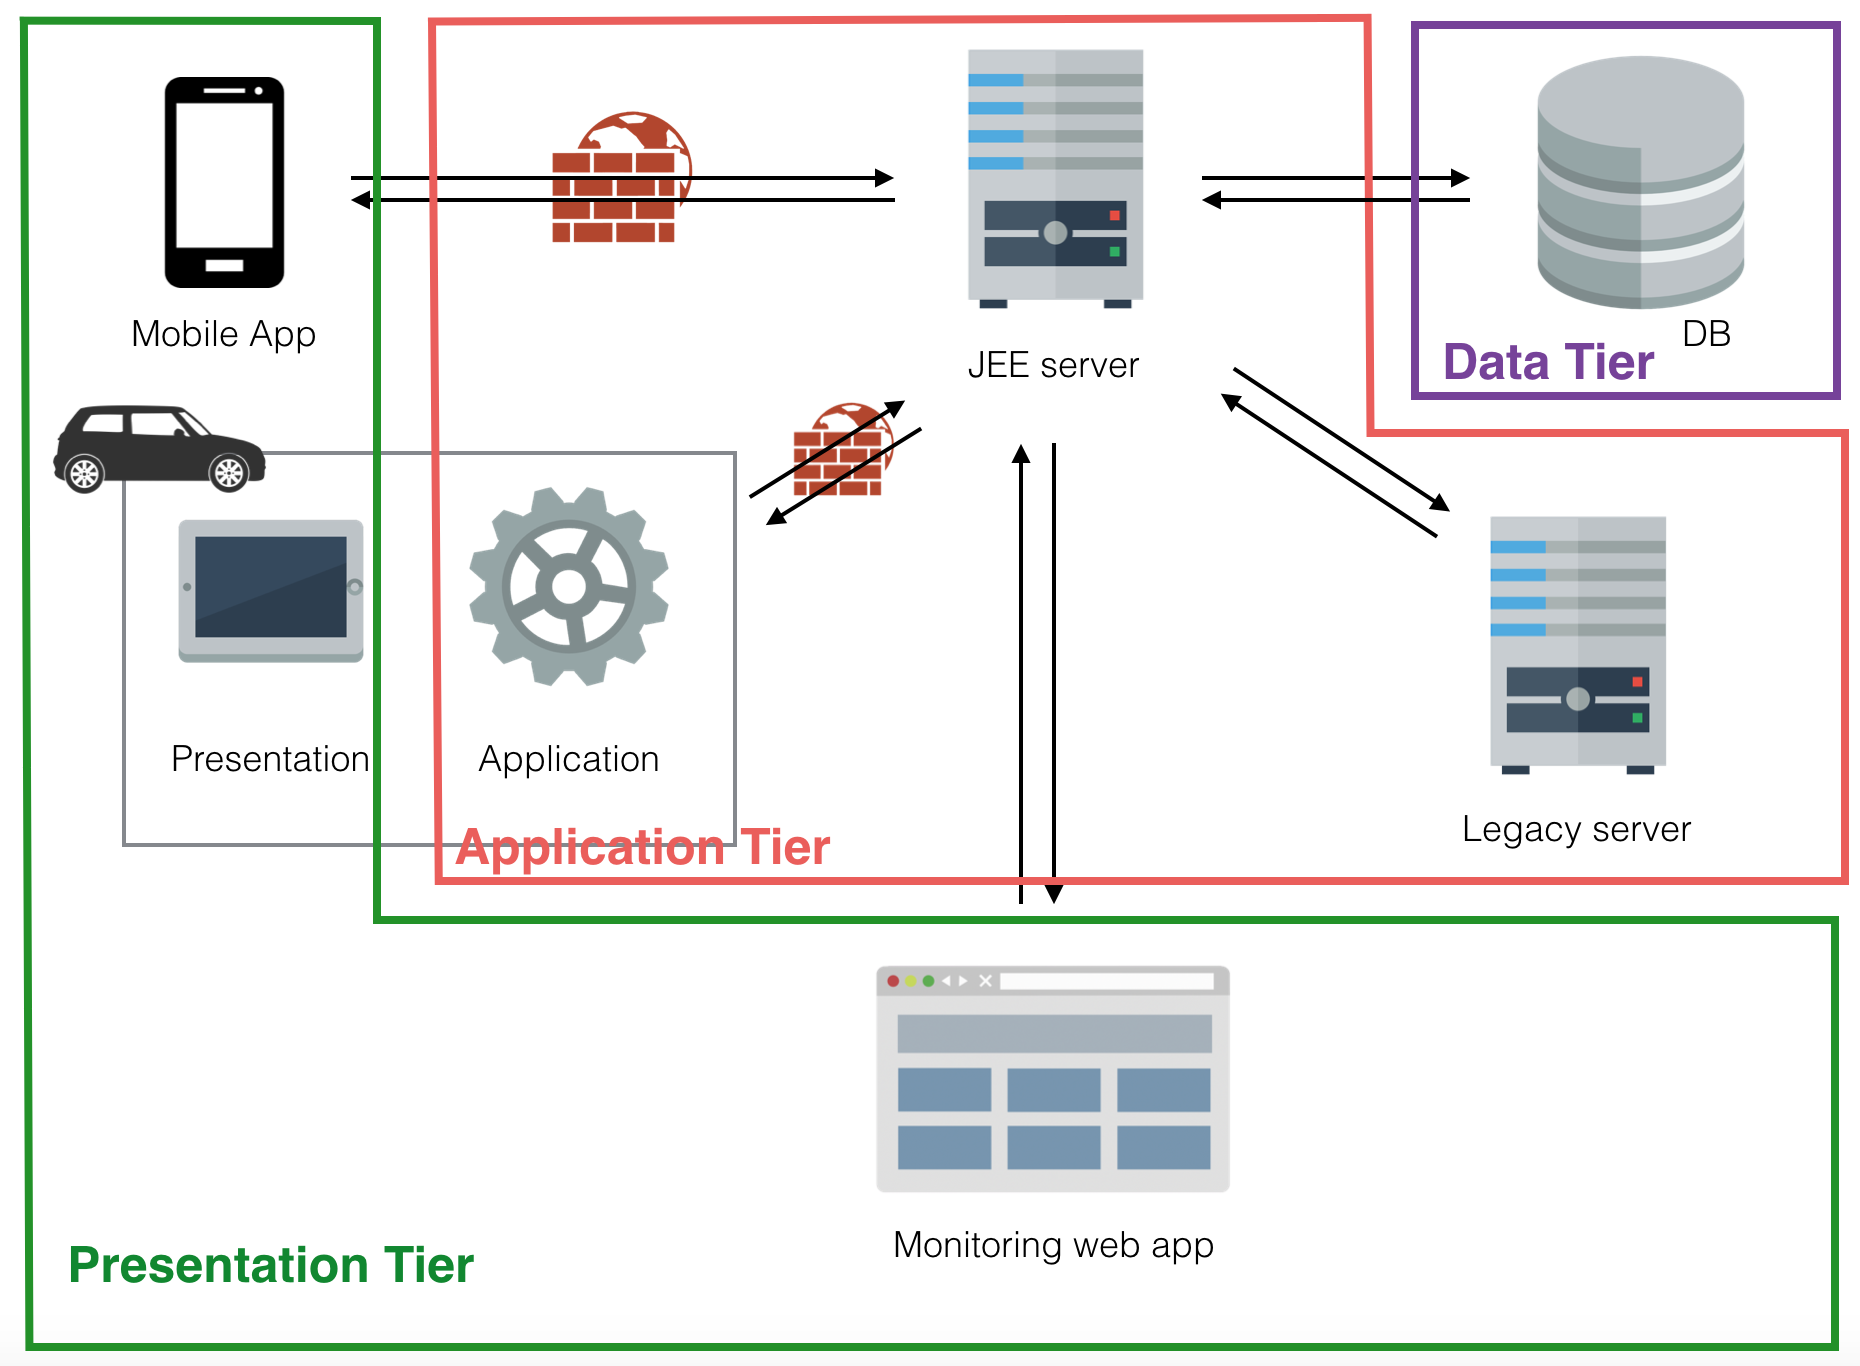 Mobile App
JEE server
DB
Data Tier
Presentation
Application
Application Tier
Legacy server
Monitoring web app
Presentation Tier